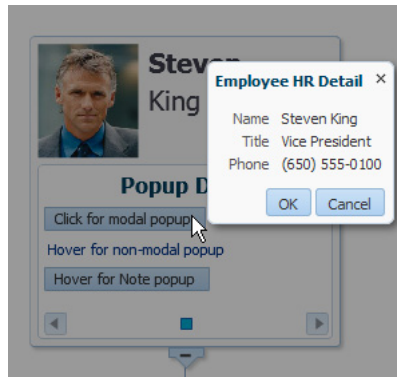 Steven
King
Employee HR Detail ×
Name Steven King
Title Vice President
Phone (650) 555-0100
OK Cancel
Popup D
Click for modal popup
Hover for non-modal popup
Hover for Note popup